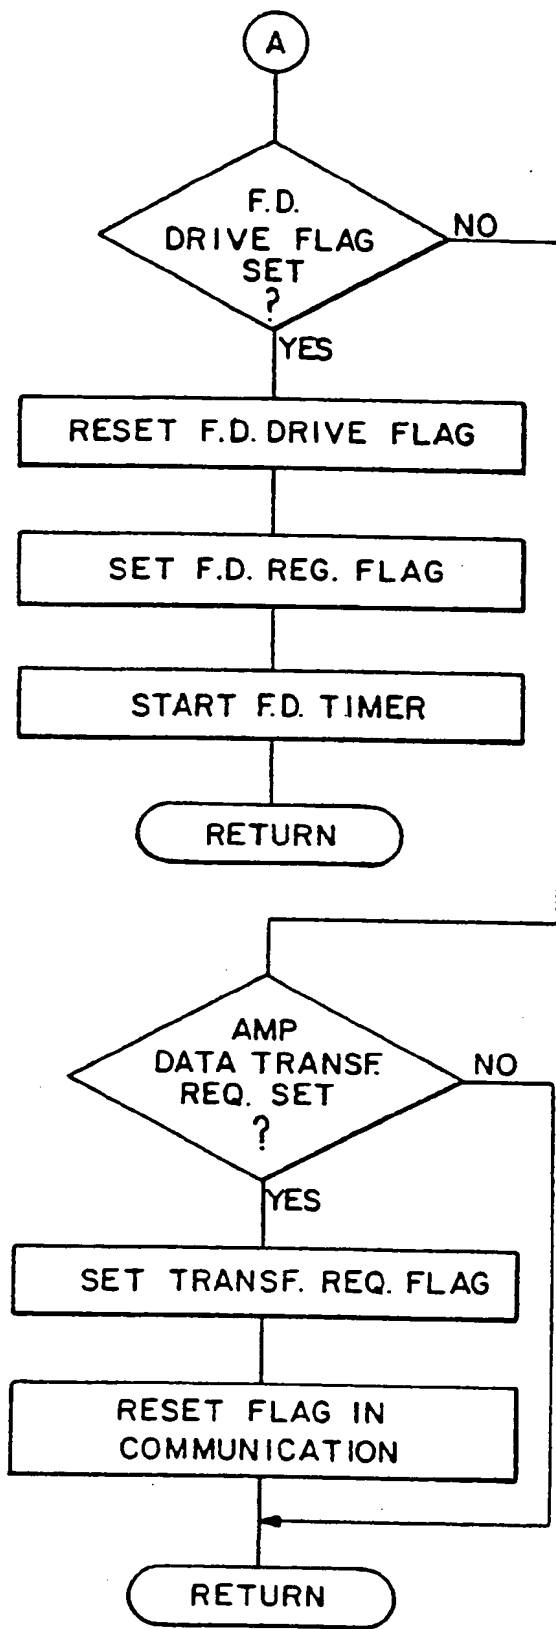 A
F.D.
DRIVE FLAG
SET
?
NO
YES
RESET F.D. DRIVE FLAG
SET F.D. REG. FLAG
START F.D. TIMER
RETURN
AMP
DATA TRANSF.
REQ. SET
?
NO
YES
SET TRANSF. REQ. FLAG
RESET FLAG IN
COMMUNICATION
RETURN